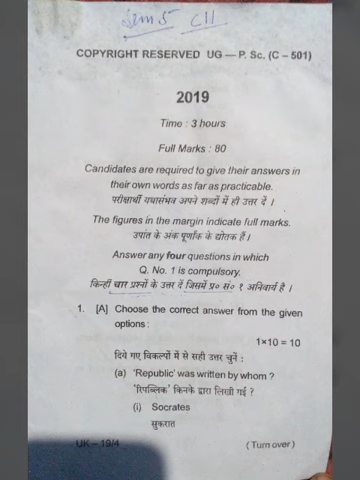 Sem 5 C11
COPYRIGHT RESERVED UG — P. Sc. (C – 501)
2019
Time : 3 hours
Full Marks : 80
Candidates are required to give their answers in
their own words as far as practicable.
परीक्षार्थी यथासंभव अपने शब्दों में ही उत्तर दें ।
The figures in the margin indicate full marks.
उपांत के अंक पूर्णांक के द्योतक हैं ।
Answer any four questions in which
Q. No. 1 is compulsory.
किन्हीं चार प्रश्नों के उत्तर दें जिसमें प्र० सं० १ अनिवार्य है ।
1. [A] Choose the correct answer from the given
options :
1×10 = 10
दिये गए विकल्पों में से सही उत्तर चुनें :
(a) 'Republic' was written by whom ?
'रिपब्लिक' किनके द्वारा लिखी गई ?
(i) Socrates
सुकरात
UK – 19/4
(Turn over)